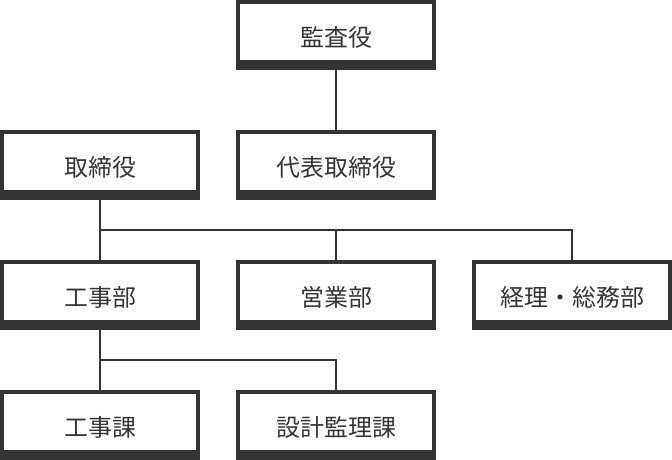 監査役
取締役
代表取締役
工事部
営業部
経理・総務部
工事課
設計監理課